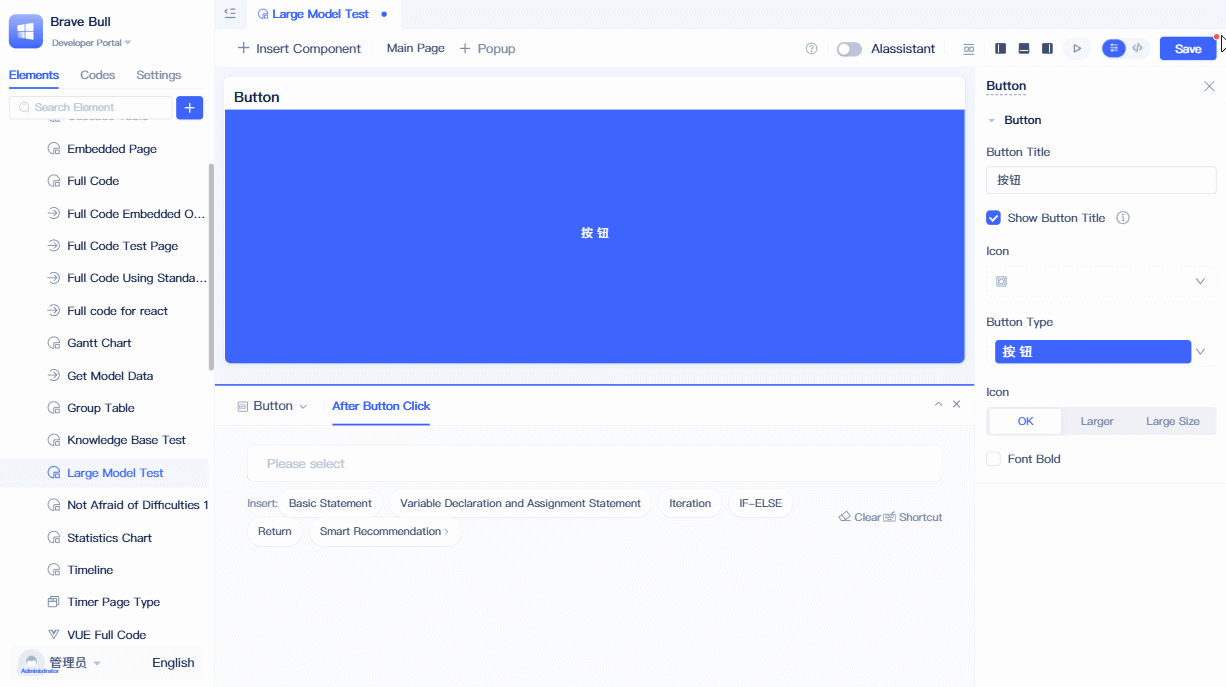 Brave Bull
Developer Portal
Elements Codes Settings
Search Element
Embedded Page
Full Code
Full Code Embedded O...
Full Code Test Page
Full Code Using Standa...
Full code for react
Gantt Chart
Get Model Data
Group Table
Knowledge Base Test
Large Model Test
Not Afraid of Difficulties 1
Statistics Chart
Timeline
Timer Page Type
VUE Full Code
管理员
Administrator
English
Large Model Test
Insert Component Main Page Popup
AIassistant
Save
Button
按 钮
Button After Button Click
Please select
Insert: Basic Statement Variable Declaration and Assignment Statement Iteration IF-ELSE
Return Smart Recommendation
Clear Shortcut
Button
Button
Button Title
按钮
Show Button Title
Icon
Button Type
按 钮
Icon
OK Larger Large Size
Font Bold